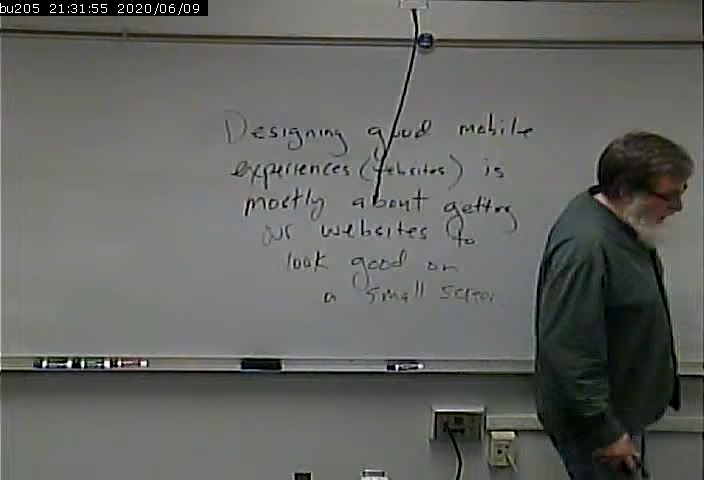 bu205 21:31:55 2020/06/09
Designing good mobile
experiences (websites) is
mostly about getting
our websites to
look good on
a small screen